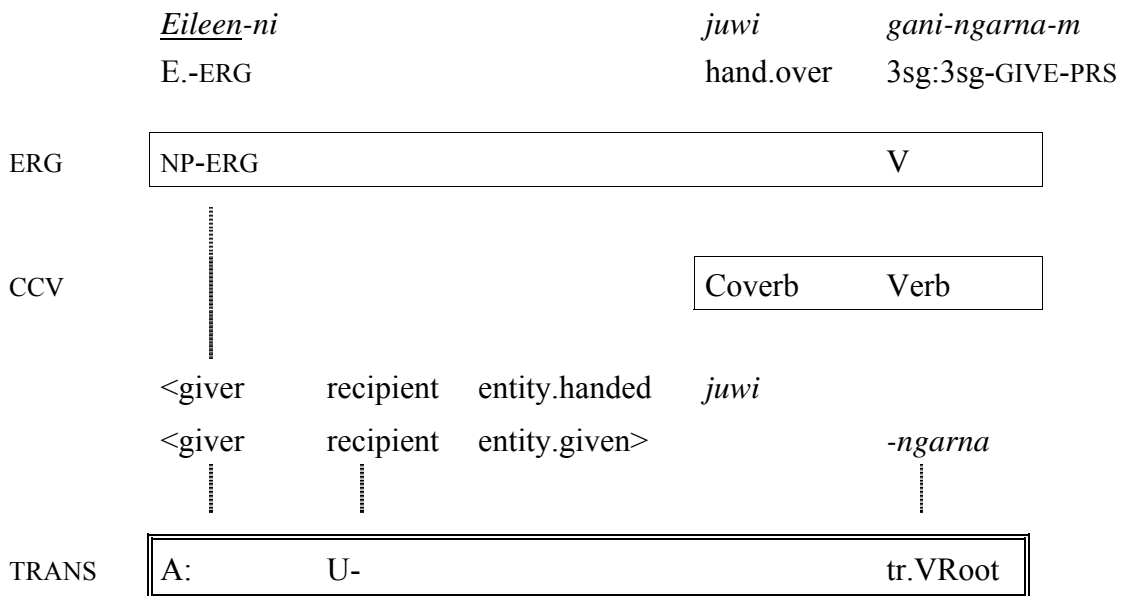 Eileen-ni juwi gani-ngarna-m
E.-ERG hand.over 3sg:3sg-GIVE-PRS
ERG NP-ERG V
CCV Coverb Verb
<giver recipient entity.handed juwi
<giver recipient entity.given> -ngarna
TRANS A: U- tr.VRoot